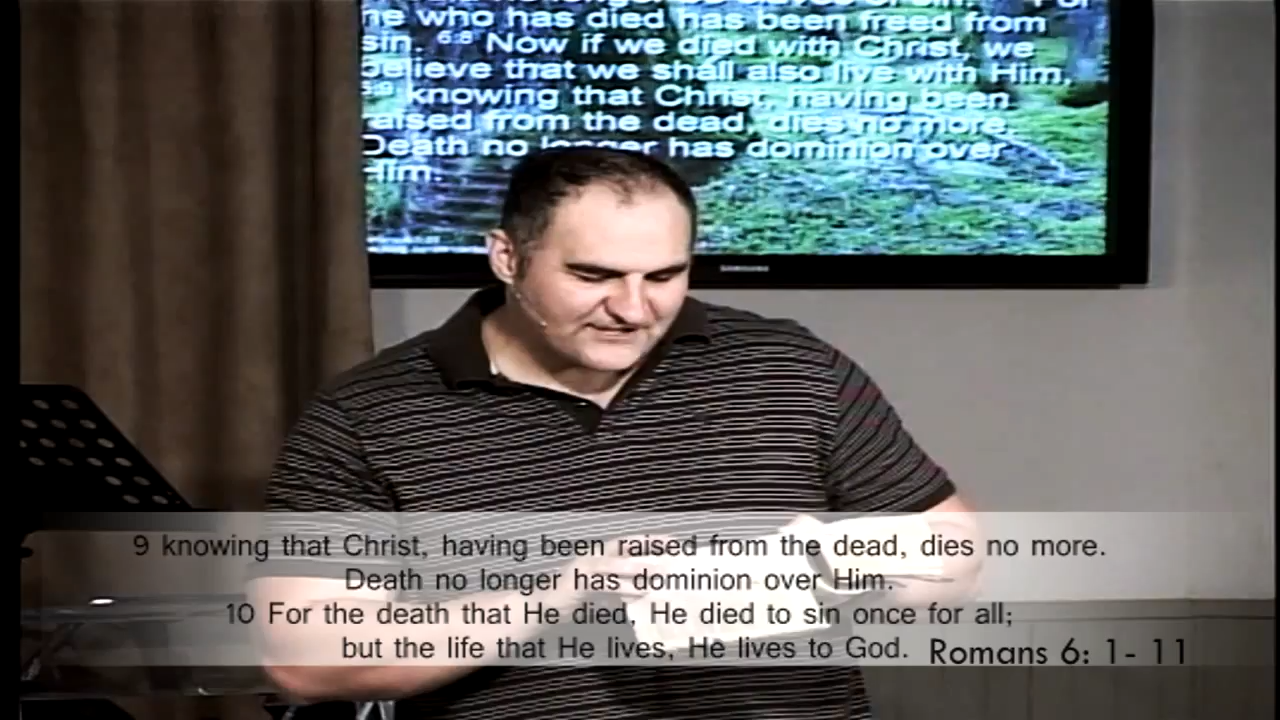 he who has died has been freed from
sin. 6:8 Now if we died with Christ, we
believe that we shall also live with Him,
6:9 knowing that Christ, having been
raised from the dead, dies no more.
Death no longer has dominion over
Him.
SAMSUNG
9 knowing that Christ, having been raised from the dead, dies no more.
Death no longer has dominion over Him.
10 For the death that He died, He died to sin once for all;
but the life that He lives, He lives to God.
Romans 6: 1- 11